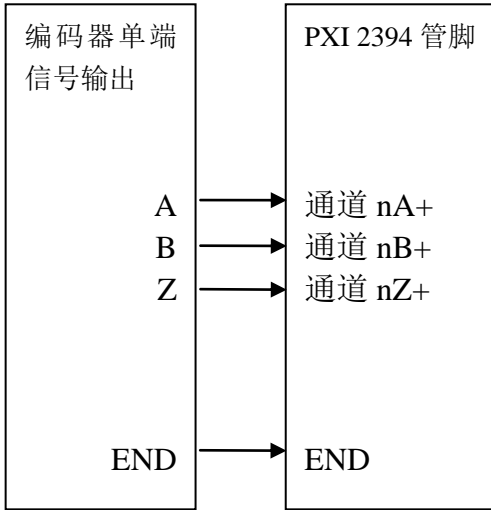 编码器单端
信号输出
PXI 2394 管脚
A
通道 nA+
B
通道 nB+
Z
通道 nZ+
END
END